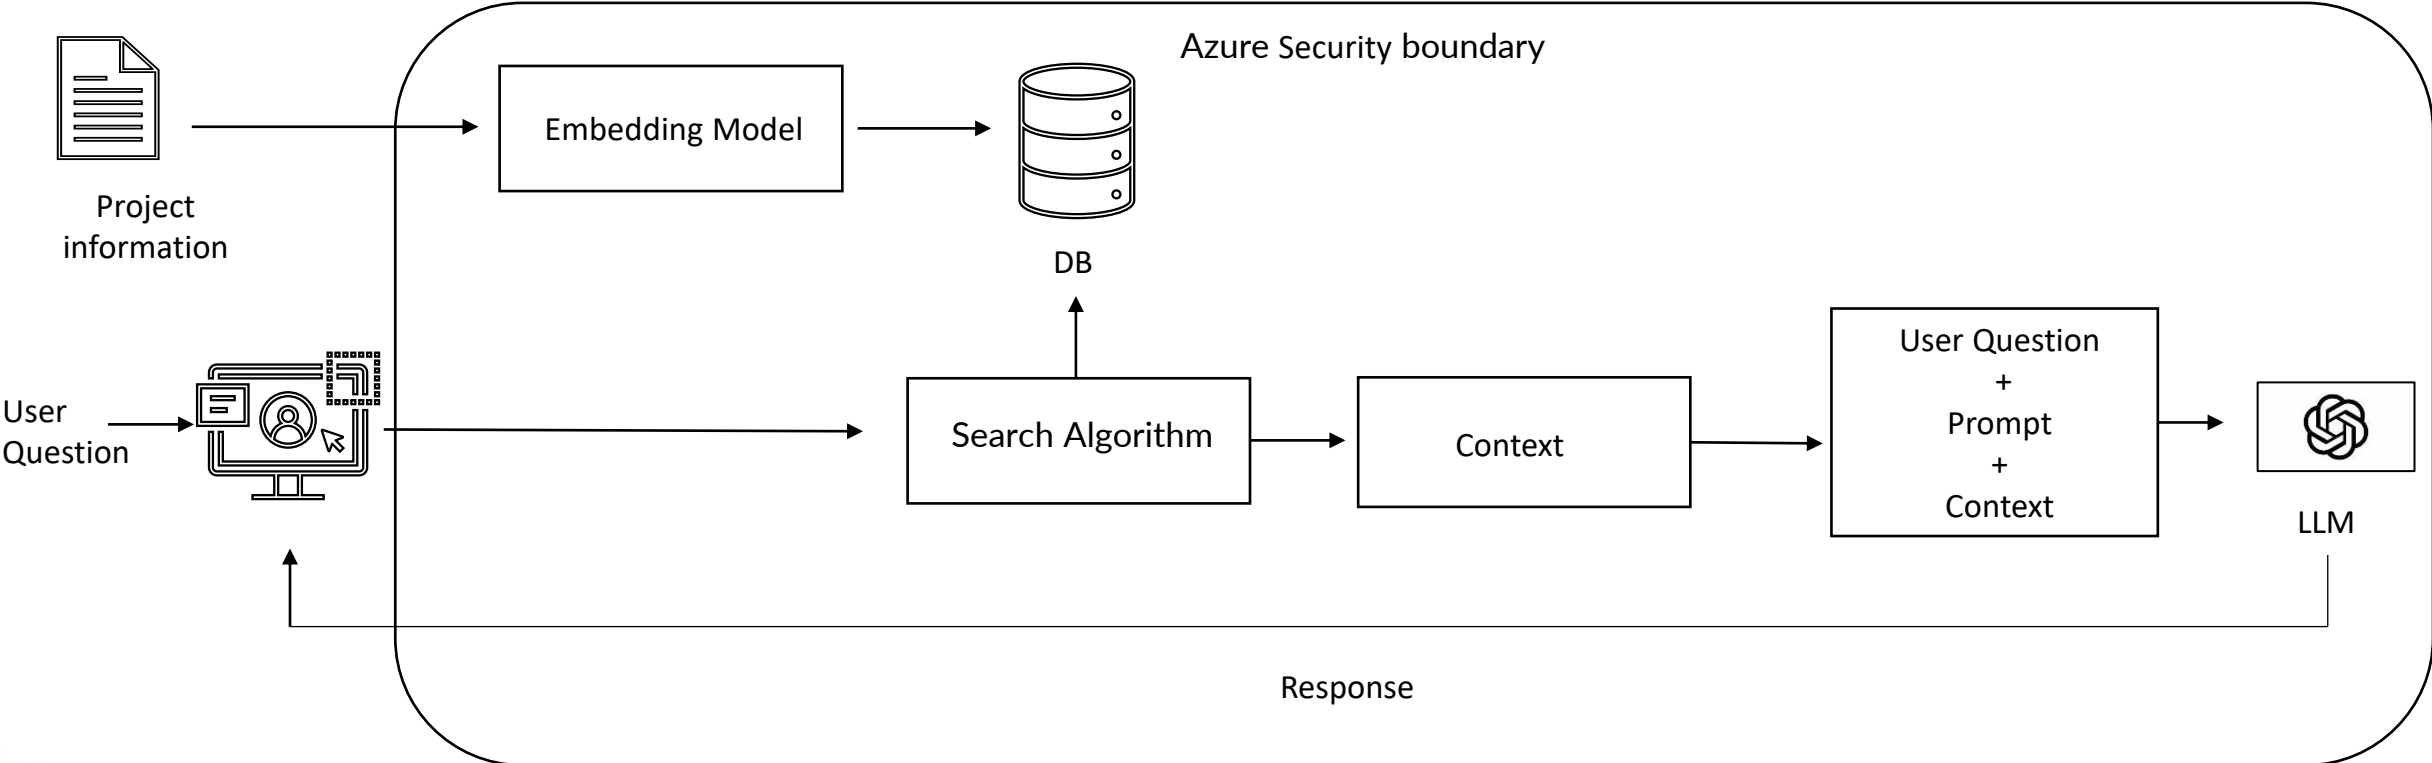 Azure Security boundary
Embedding Model
Project
information
DB
User
Question
Search Algorithm
Context
User Question
+
Prompt
+
Context
LLM
Response